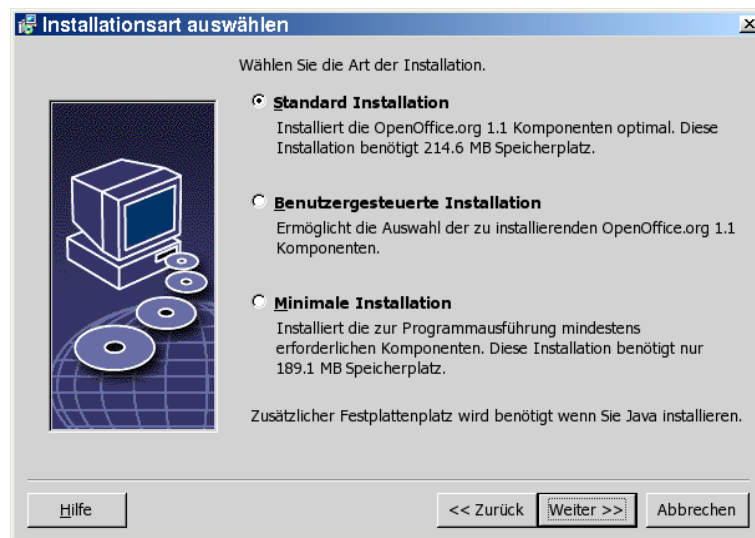 Installationsart auswählen
Wählen Sie die Art der Installation.
Standard Installation
Installiert die OpenOffice.org 1.1 Komponenten optimal. Diese
Installation benötigt 214.6 MB Speicherplatz.
Benutzergesteuerte Installation
Ermöglicht die Auswahl der zu installierenden OpenOffice.org 1.1
Komponenten.
Minimale Installation
Installiert die zur Programmausführung mindestens
erforderlichen Komponenten. Diese Installation benötigt nur
189.1 MB Speicherplatz.
Zusätzlicher Festplattenplatz wird benötigt wenn Sie Java installieren.
Hilfe
<< Zurück
Weiter >>
Abbrechen